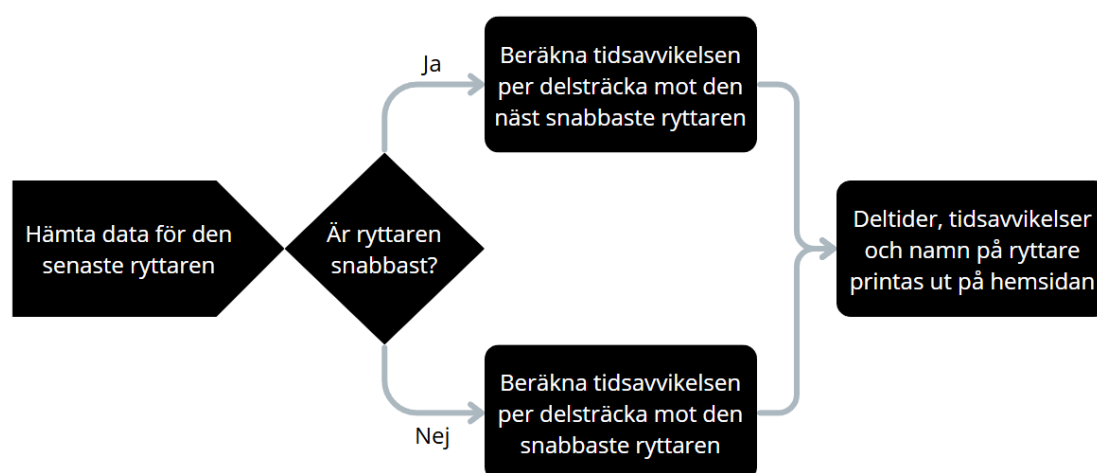 Hämta data för den
senaste ryttaren
Är ryttaren
snabbast?
Ja
Beräkna tidsavvikelsen
per delsträcka mot den
näst snabbaste ryttaren
Nej
Beräkna tidsavvikelsen
per delsträcka mot den
snabbaste ryttaren
Deltider, tidsavvikelser
och namn på ryttare
printas ut på hemsidan